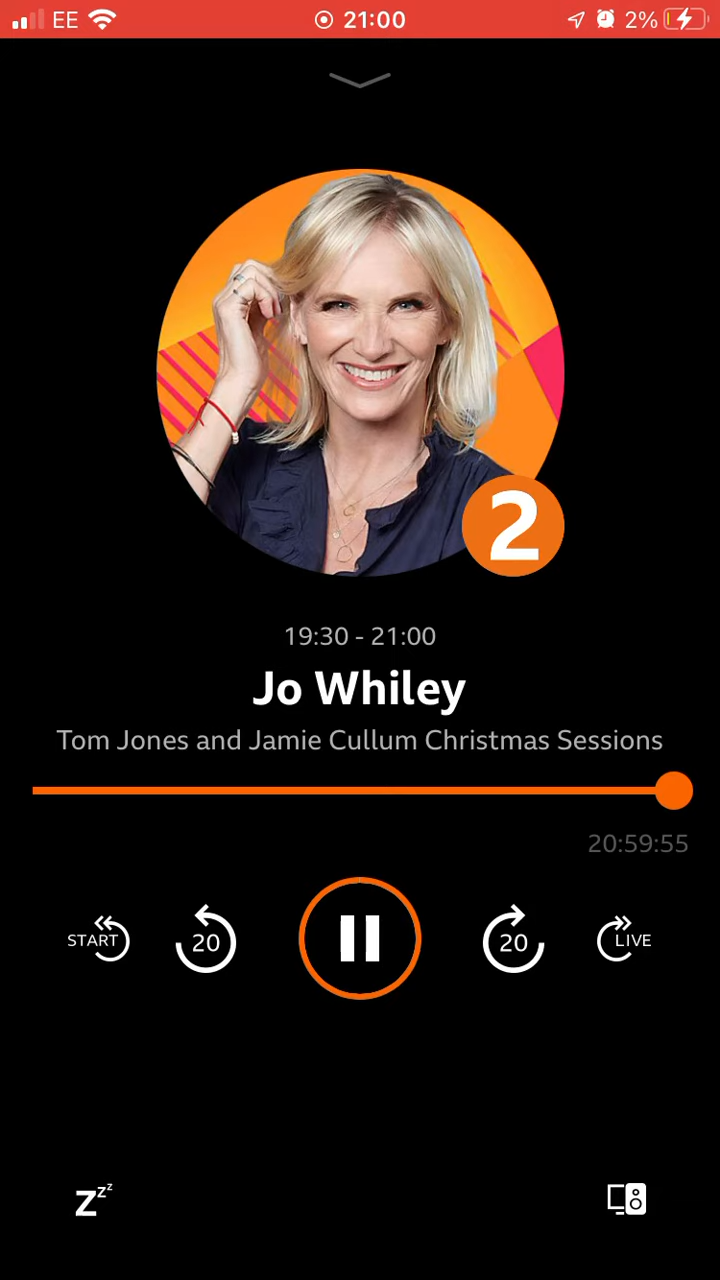 EE 21:00 2%
2
19:30 - 21:00
Jo Whiley
Tom Jones and Jamie Cullum Christmas Sessions
20:59:55
START 20 20 LIVE
zzz